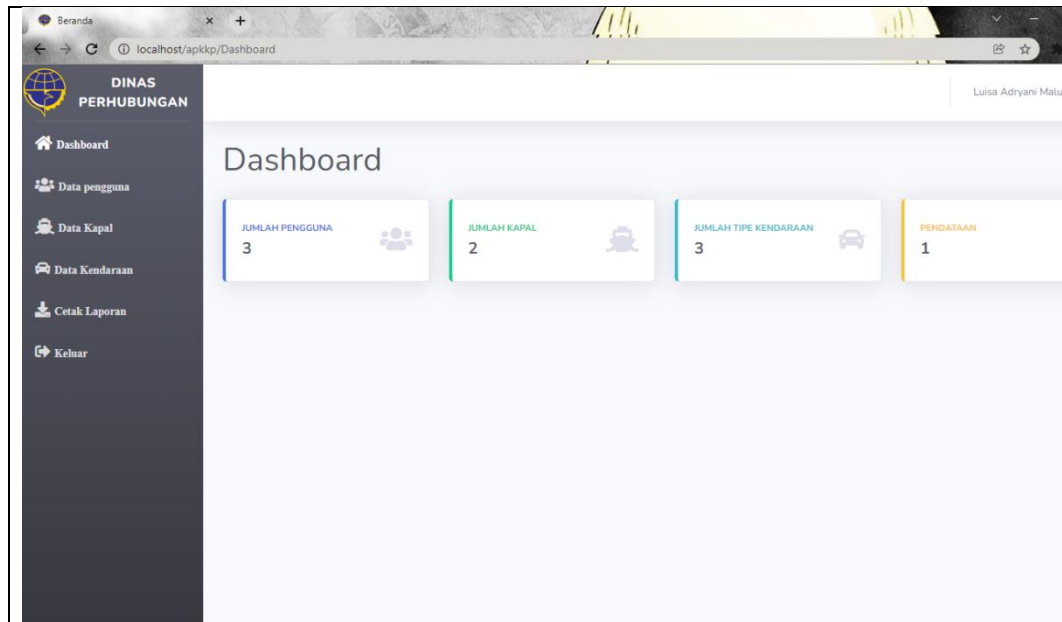 Beranda
localhost/apkkp/Dashboard
DINAS
PERHUBUNGAN
Luisa Adryani Malu
Dashboard
Data pengguna
Data Kapal
Data Kendaraan
Cetak Laporan
Keluar
Dashboard
JUMLAH PENGGUNA
3
JUMLAH KAPAL
2
JUMLAH TIPE KENDARAAN
3
PENDATAAN
1